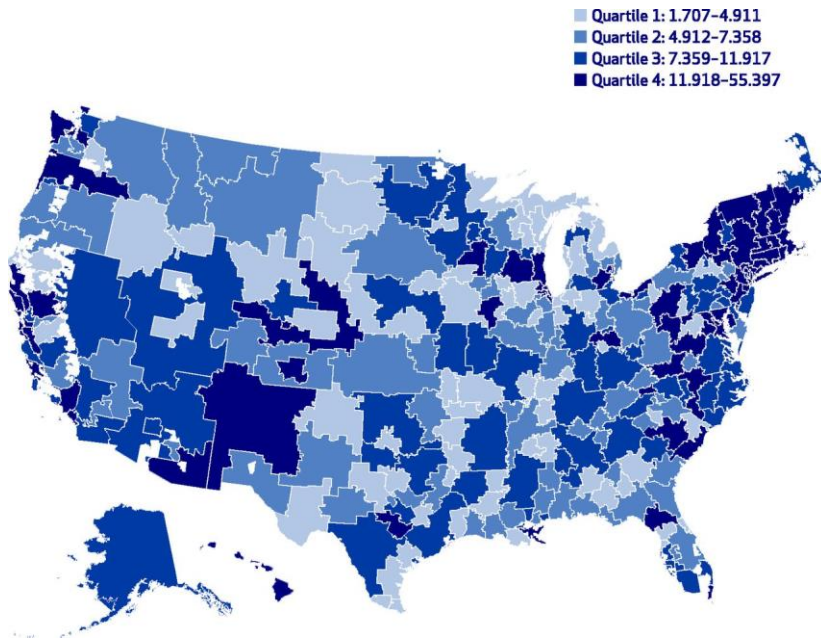 Quartile 1: 1.707–4.911
Quartile 2: 4.912–7.358
Quartile 3: 7.359–11.917
Quartile 4: 11.918–55.397